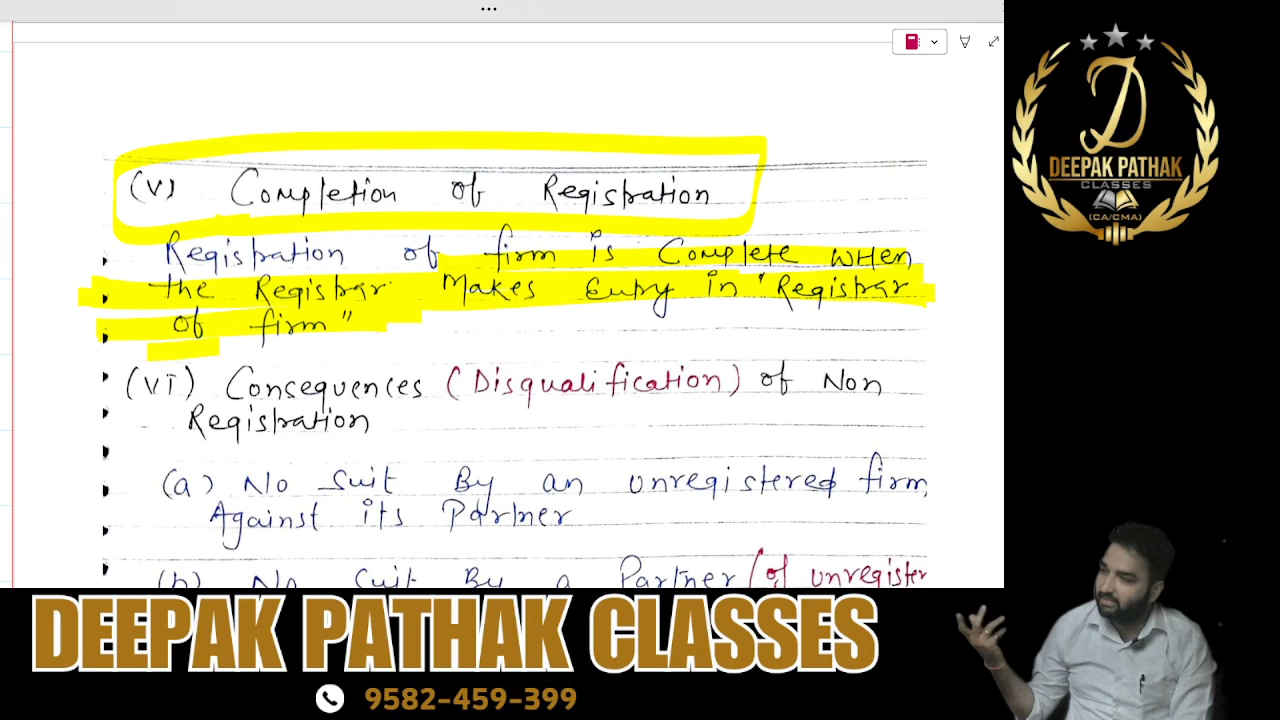 (v) Completion of Registration
Registration of firm is Complete when
the Registrar Makes Entry in "Registrar
of firm"
(vi) Consequences (Disqualification) of Non
Registration
(a) No Suit By an unregistered firm
Against its Partner
(b) No Suit By a Partner (of unregister
D
DEEPAK PATHAK
CLASSES
(CA/CMA)
DEEPAK PATHAK CLASSES
9582-459-399